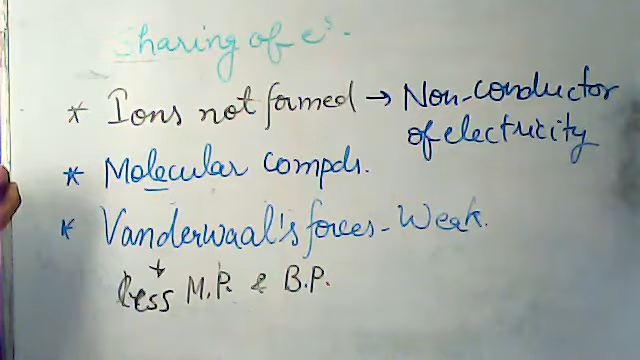 Sharing of e^s.
* Ions not formed → Non-conductor
of electricity
* Molecular compds.
* Vanderwaal's forces - Weak.
↓
less M.P. & B.P.